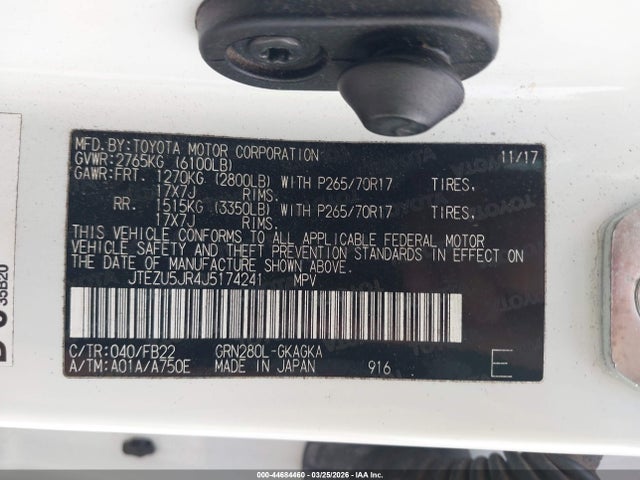 MFD.BY:TOYOTA MOTOR CORPORATION 11/17
GVWR:2765KG (6100LB)
GAWR:FRT. 1270KG (2800LB) WITH P265/70R17 TIRES,
17X7J RIMS.
RR. 1515KG (3350LB) WITH P265/70R17 TIRES,
17X7J RIMS.
THIS VEHICLE CONFORMS TO ALL APPLICABLE FEDERAL MOTOR
VEHICLE SAFETY AND THEFT PREVENTION STANDARDS IN EFFECT ON
THE DATE OF MANUFACTURE SHOWN ABOVE.
JTEZU5JR4J5174241 MPV
C/TR:040/FB22 GRN280L-GKAGKA
A/TM:A01A/A750E MADE IN JAPAN 916 E
35B20
000-44684460 - 03/25/2026 - IAAI